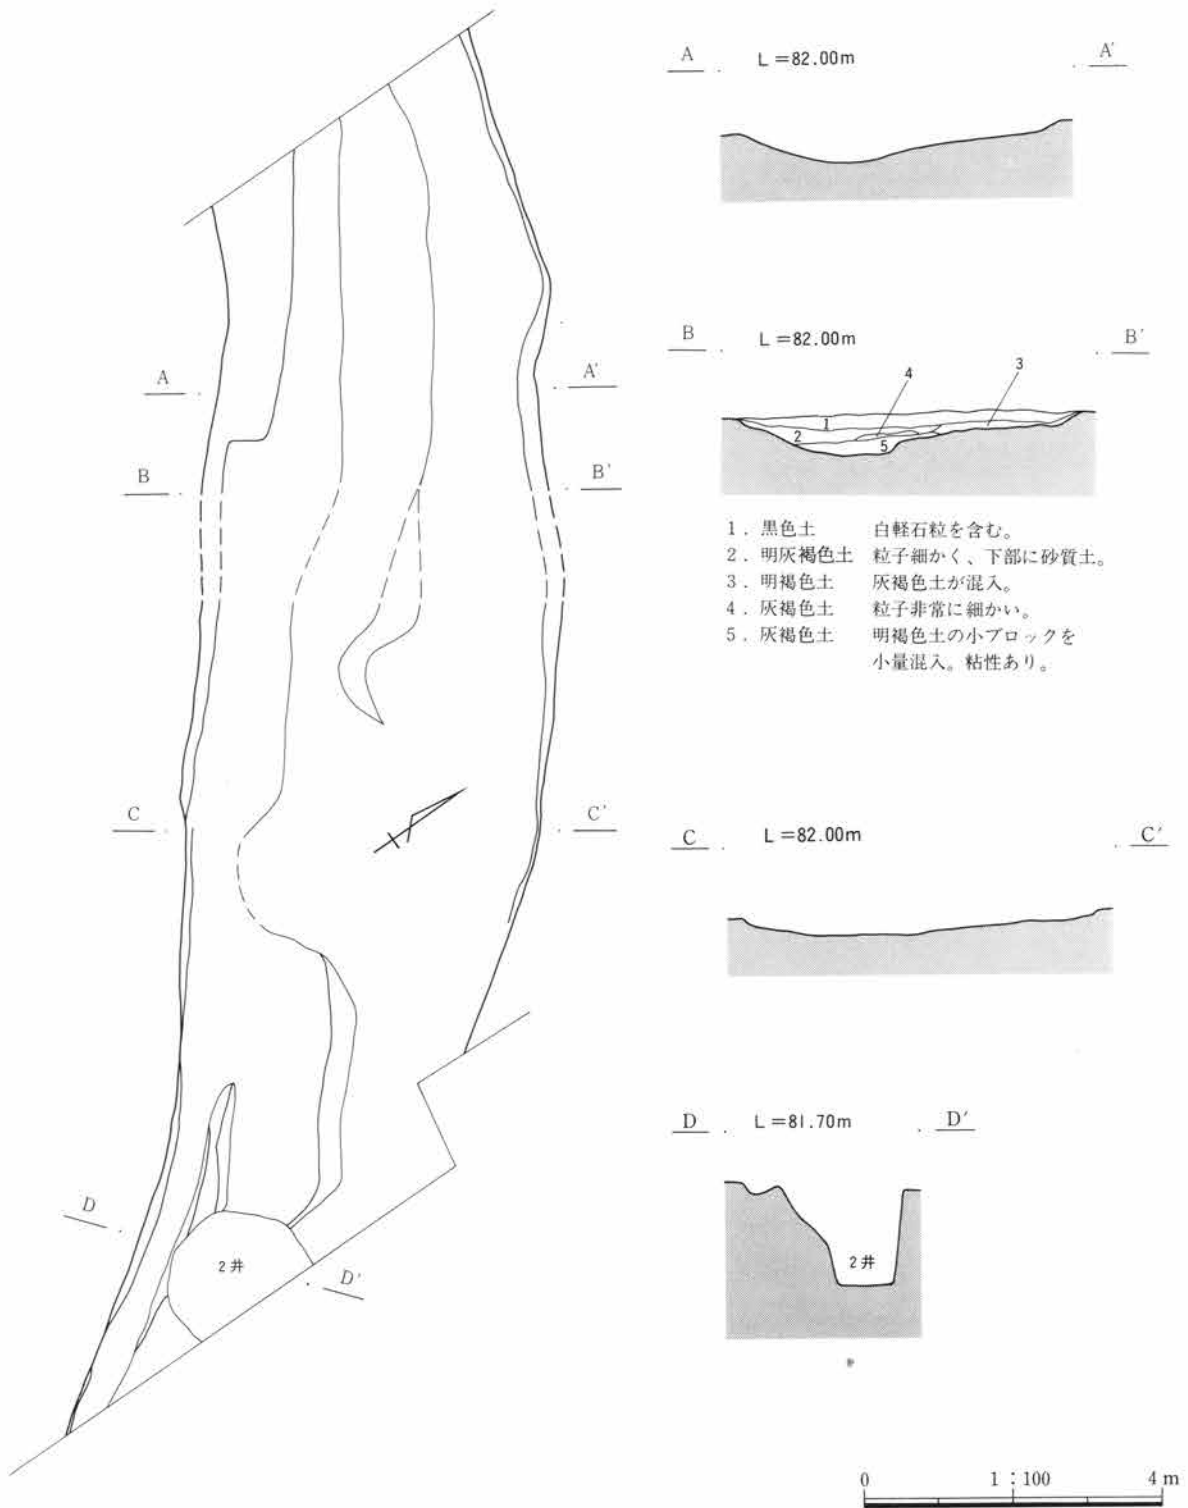 A L＝82.00m A′
B L＝82.00m B′
4 3
1
2
5
1．黒色土 白軽石粒を含む。
2．明灰褐色土 粒子細かく、下部に砂質土。
3．明褐色土 灰褐色土が混入。
4．灰褐色土 粒子非常に細かい。
5．灰褐色土 明褐色土の小ブロックを
小量混入。粘性あり。
C L＝82.00m C′
D L＝81.70m D′
2井
A A′
B B′
C C′
D
2井
D′
0 1：100 4m